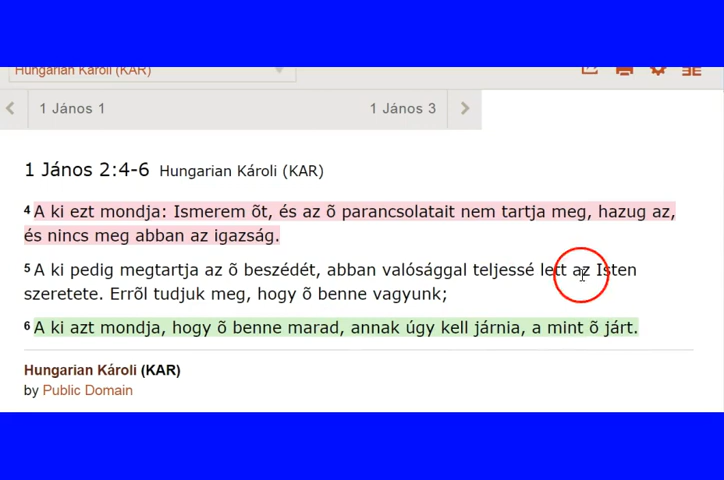 Hungarian Károli (KAR)
1 János 1
1 János 3
1 János 2:4-6 Hungarian Károli (KAR)
4 A ki ezt mondja: Ismerem õt, és az õ parancsolatait nem tartja meg, hazug az,
és nincs meg abban az igazság.
5 A ki pedig megtartja az õ beszédét, abban valósággal teljessé lett az Isten
szeretete. Errõl tudjuk meg, hogy õ benne vagyunk;
6 A ki azt mondja, hogy õ benne marad, annak úgy kell járnia, a mint õ járt.
Hungarian Károli (KAR)
by Public Domain